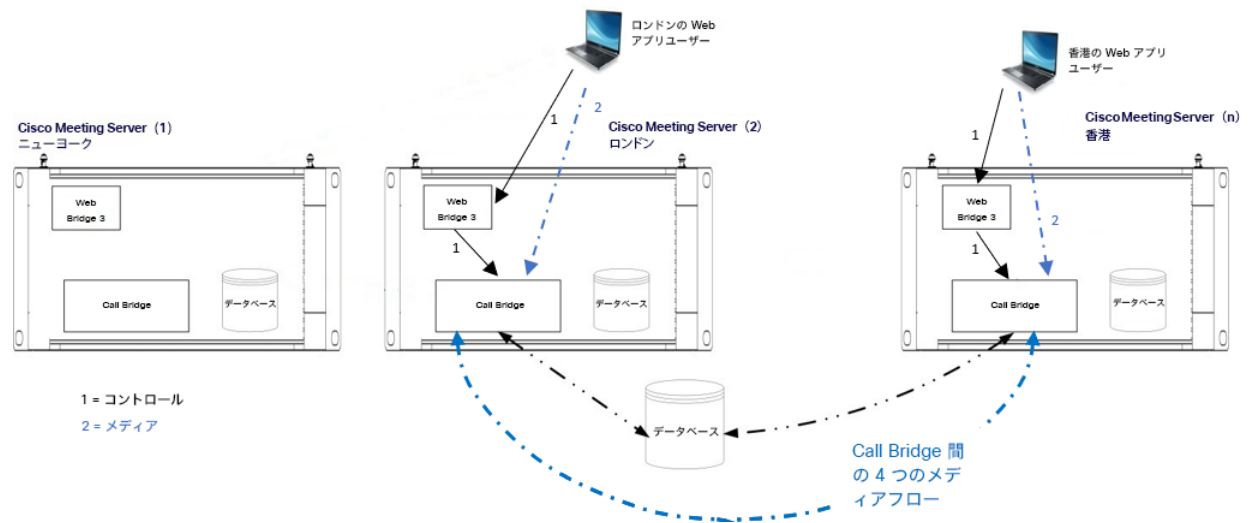 ロンドンの Web
アプリユーザー
香港の Web アプリ
ユーザー
Cisco Meeting Server（1）
ニューヨーク
1
2
Cisco Meeting Server（2）
ロンドン
1
Cisco Meeting Server（n）
香港
Web
Bridge 3
Web
Bridge 3
1
Web
Bridge 3
1
2
Call Bridge
データベース
Call Bridge
データベース
Call Bridge
データベース
1 = コントロール
2 = メディア
データベース
Call Bridge 間
の 4 つのメデ
ィアフロー